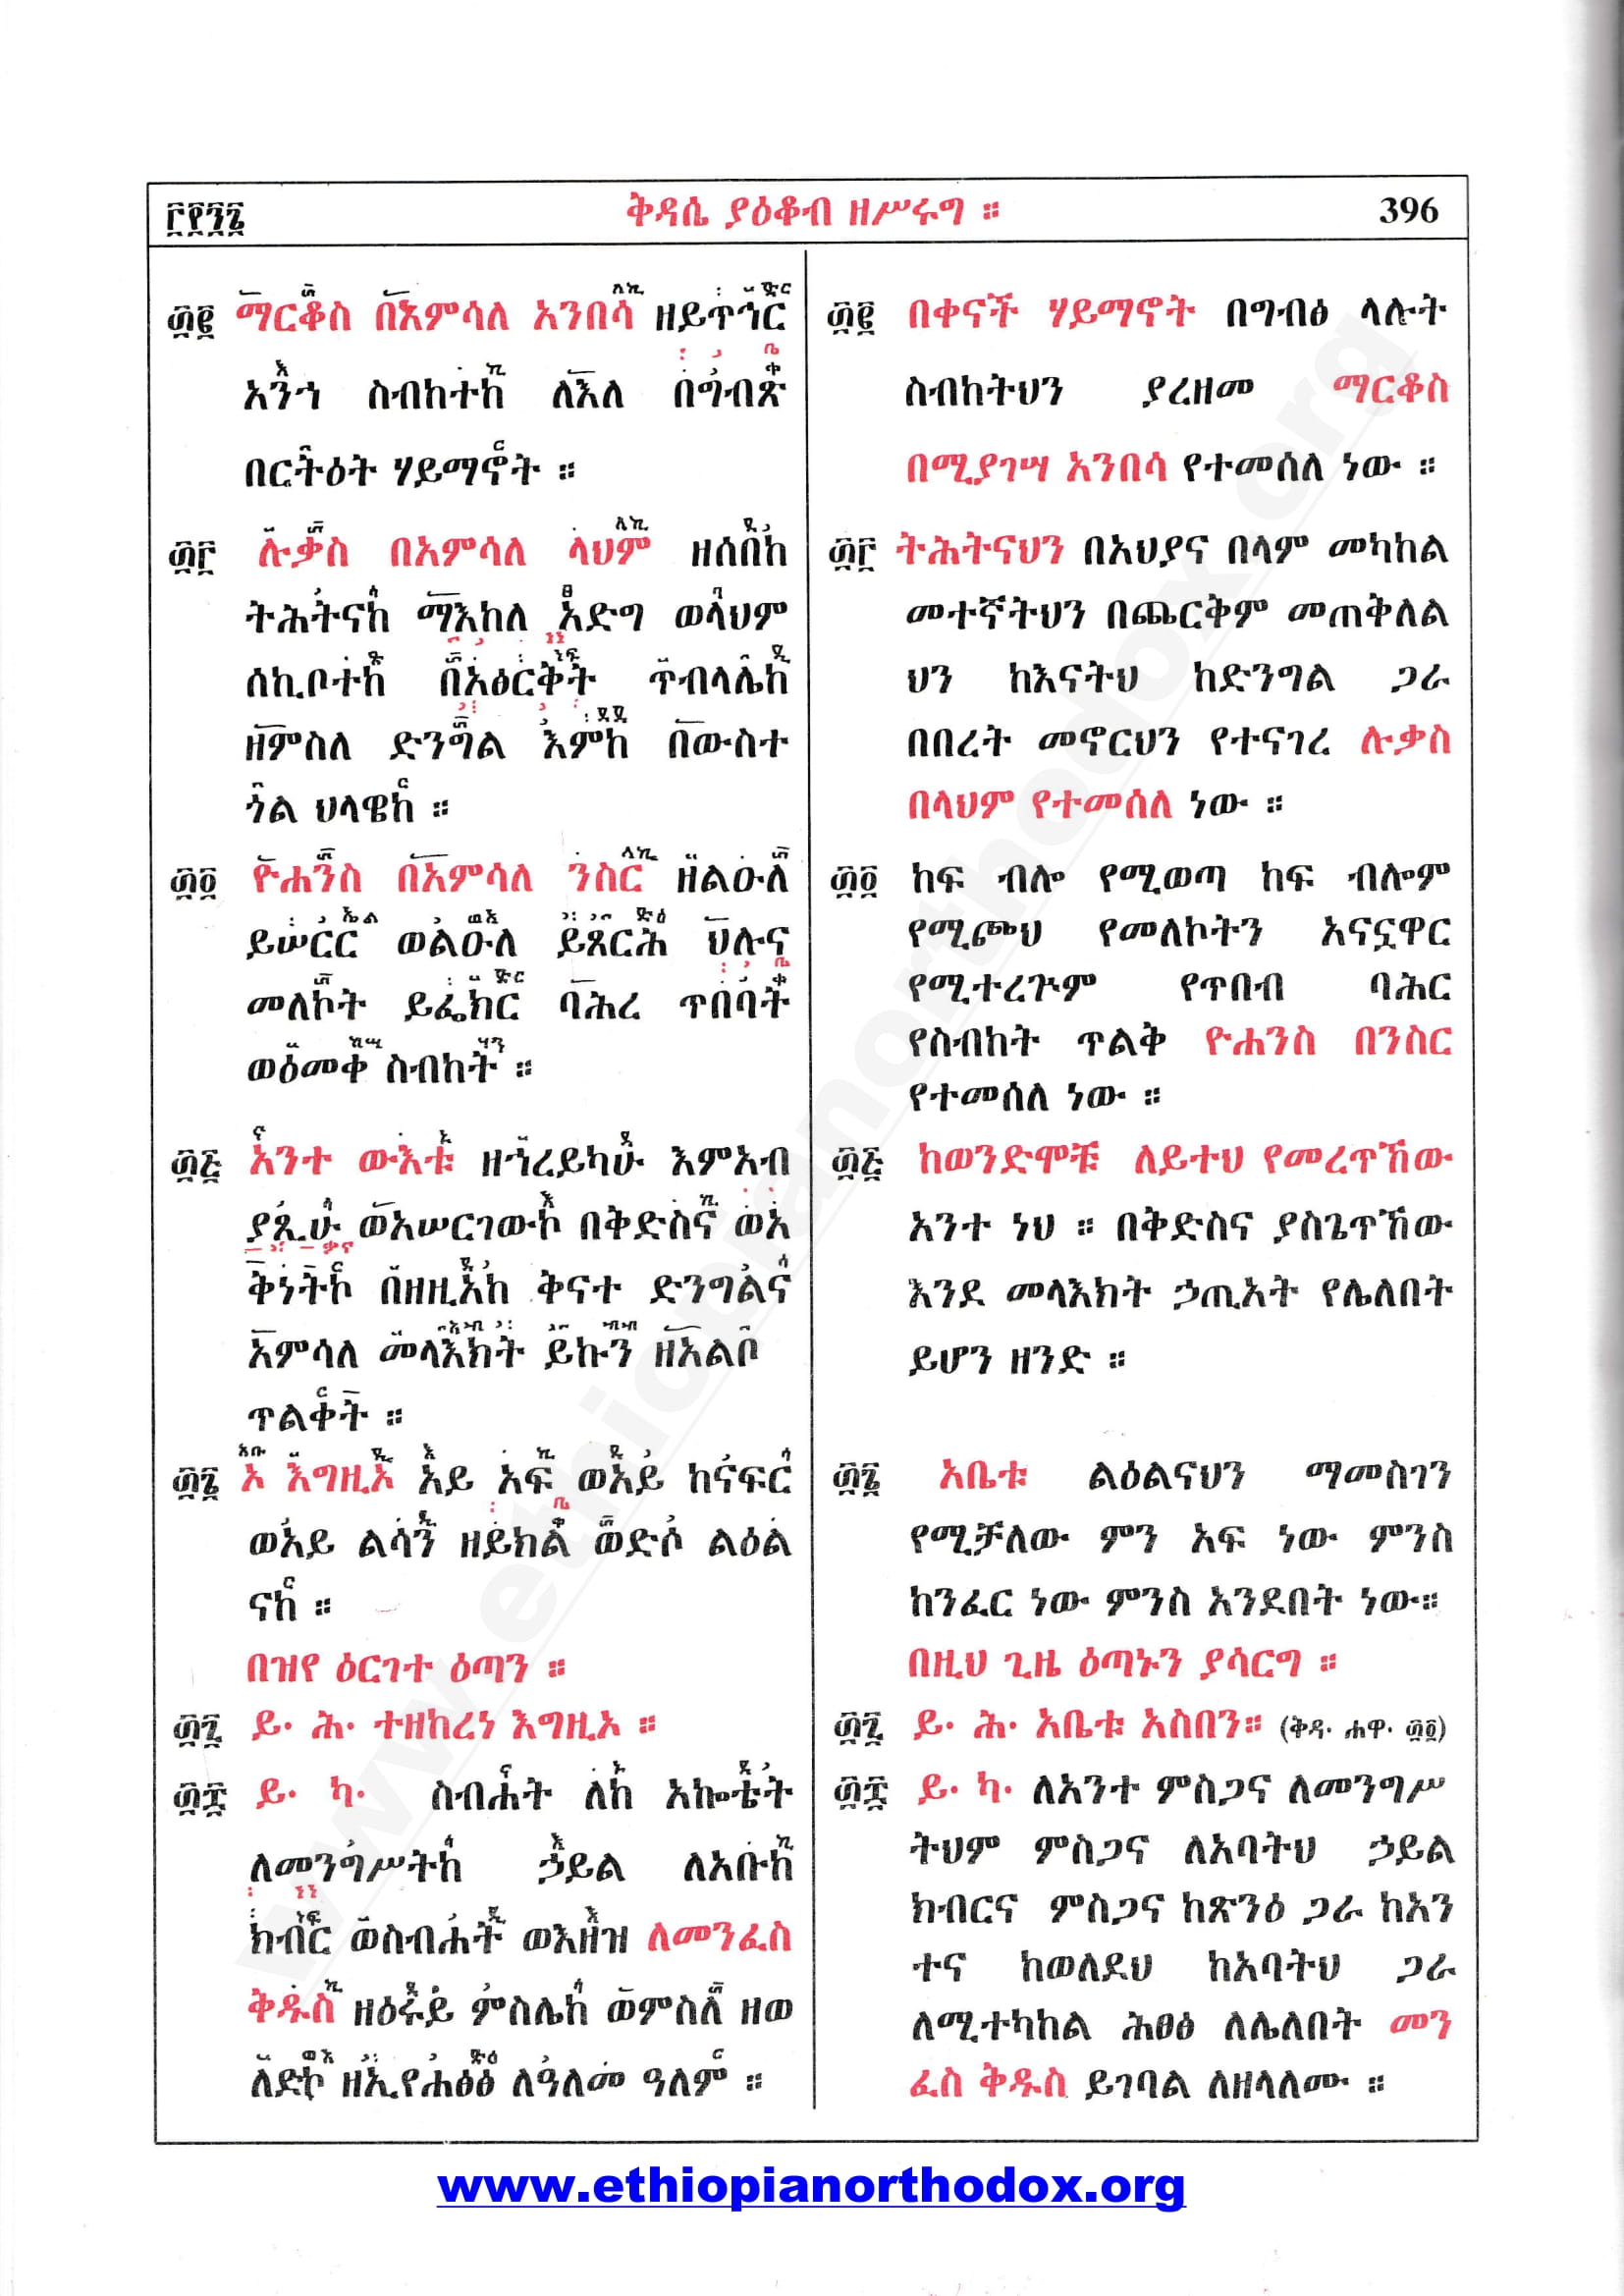 ፫፻፺፮ ቅዳሴ ያዕቆብ ዘሥሩግ ። 396
፴፪ ማርቆስ በአምሳለ አንበሳ ዘይጥኅር
አንኀ ስብከተከ ለእለ በግብጽ
በርትዕት ሃይማኖት ።
፴፫ ሉቃስ በአምሳለ ላህም ዘሰበከ
ትሕትናከ ማእከለ አድግ ወላህም
ሰኪቦተከ በአዕርቅት ጥብላሌከ
ዘምስለ ድንግል እምከ በውስተ
ጎል ህላዌከ ።
፴፬ ዮሐንስ በአምሳለ ንስር ዘልዑለ
ይሠርር ወልዑለ ይጸርሕ ህሉና
መለኮት ይፌክር ባሕረ ጥበባት
ወዕመቀ ስብከት ።
፴፭ አንተ ውእቱ ዘኀረይካሁ እምአብ
ያጺሁ ወአሠርገውኮ በቅድስና ወአ
ቅነትኮ በዘዚአከ ቅናተ ድንግልና
አምሳለ መላእክት ይኩን ዘአልቦ
ጥልቀት ።
፴፮ ኦ እግዚኦ አይ አፍ ወአይ ከናፍር
ወአይ ልሳን ዘይክል ወድሶ ልዕል
ናከ ።
በዝየ ዕርገተ ዕጣን ።
፴፯ ይ· ሕ· ተዘከረነ እግዚኦ ።
፴፰ ይ· ካ· ስብሐት ለከ አኰቴት
ለመንግሥትከ ኃይል ለአቡከ
ክብር ወስብሐት ወእዘዝ ለመንፈስ
ቅዱስ ዘዕሩይ ምስሌከ ወምስለ ዘወ
ለድኮ ዘኢየሐፅፅ ለዓለመ ዓለም ።
፴፪ በቀናች ሃይማኖት በግብፅ ላሉት
ስብከትህን ያረዘመ ማርቆስ
በሚያገሣ አንበሳ የተመሰለ ነው ።
፴፫ ትሕትናህን በአህያና በላም መካከል
መተኛትህን በጨርቅም መጠቅለል
ህን ከእናትህ ከድንግል ጋራ
በበረት መኖርህን የተናገረ ሉቃስ
በላህም የተመሰለ ነው ።
፴፬ ከፍ ብሎ የሚወጣ ከፍ ብሎም
የሚጮህ የመለኮትን አናኗዋር
የሚተረጕም የጥበብ ባሕር
የስብከት ጥልቅ ዮሐንስ በንስር
የተመሰለ ነው ።
፴፭ ከወንድሞቹ ለይተህ የመረጥኸው
አንተ ነህ ። በቅድስና ያስጌጥኸው
እንደ መላእክት ኃጢአት የሌለበት
ይሆን ዘንድ ።
፴፮ አቤቱ ልዕልናህን ማመስገን
የሚቻለው ምን አፍ ነው ምንስ
ከንፈር ነው ምንስ አንደበት ነው።
በዚህ ጊዜ ዕጣኑን ያሳርግ ።
፴፯ ይ· ሕ· አቤቱ አስበን። (ቅዳ· ሐዋ· ፴፬)
፴፰ ይ· ካ· ለአንተ ምስጋና ለመንግሥ
ትህም ምስጋና ለአባትህ ኃይል
ክብርና ምስጋና ከጽንዕ ጋራ ከአን
ተና ከወለደህ ከአባትህ ጋራ
ለሚተካከል ሕፀፅ ለሌለበት መን
ፈስ ቅዱስ ይገባል ለዘላለሙ ።
www.ethiopianorthodox.org